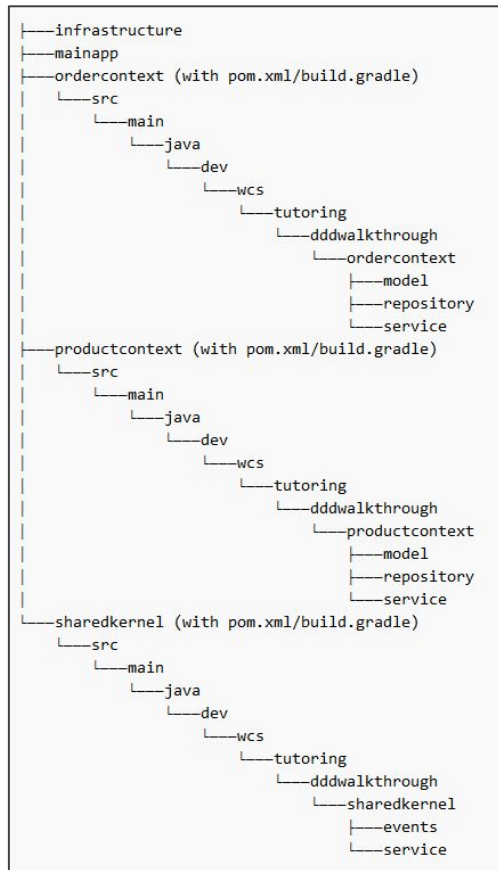 ├───infrastructure
├───mainapp
├───ordercontext (with pom.xml/build.gradle)
│   └───src
│       └───main
│           └───java
│               └───dev
│                   └───wcs
│                       └───tutoring
│                           └───dddwalkthrough
│                               └───ordercontext
│                                   ├───model
│                                   ├───repository
│                                   └───service
├───productcontext (with pom.xml/build.gradle)
│   └───src
│       └───main
│           └───java
│               └───dev
│                   └───wcs
│                       └───tutoring
│                           └───dddwalkthrough
│                               └───productcontext
│                                   ├───model
│                                   ├───repository
│                                   └───service
└───sharedkernel (with pom.xml/build.gradle)
    └───src
        └───main
            └───java
                └───dev
                    └───wcs
                        └───tutoring
                            └───dddwalkthrough
                                └───sharedkernel
                                    ├───events
                                    └───service